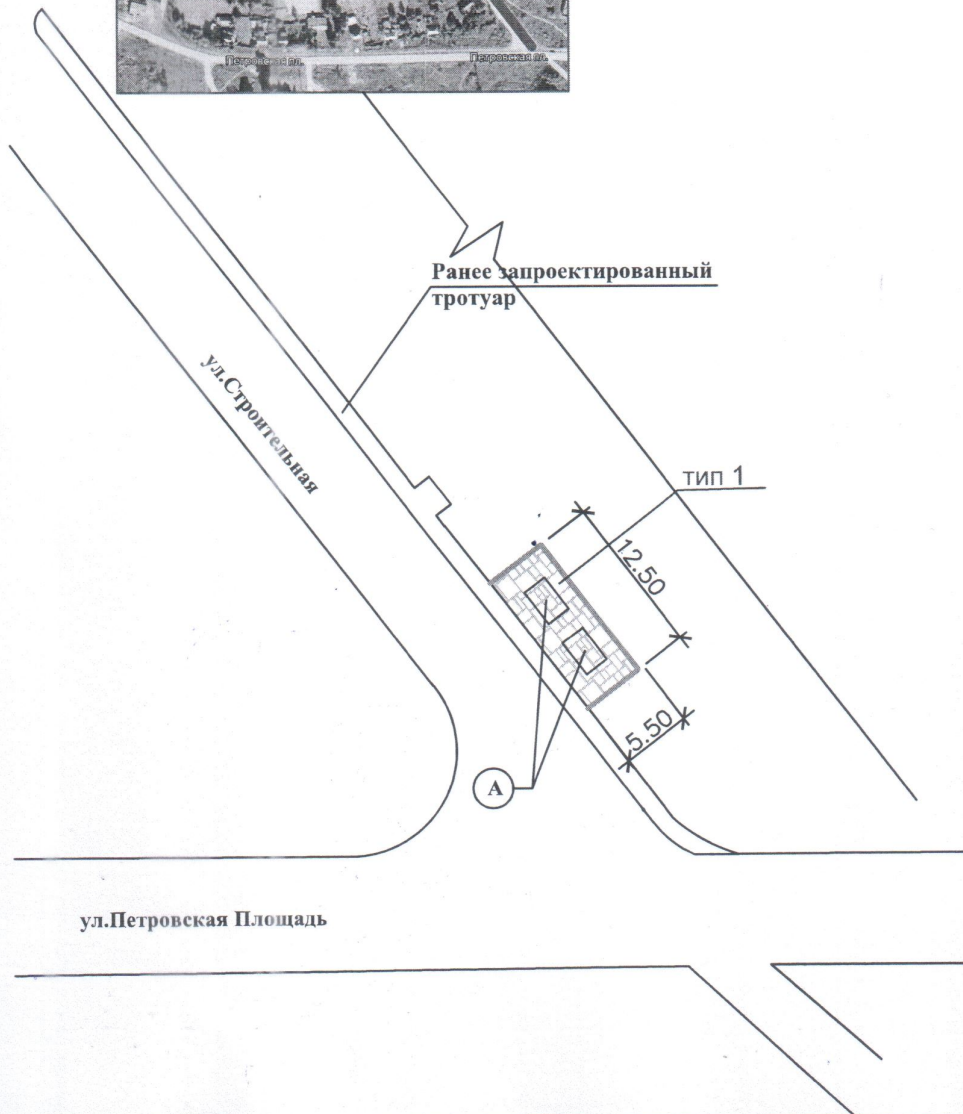 Петровская пл.
Петровская пл.
Ранее запроектированный
тротуар
ул.Строительная
тип 1
12.50
5.50
А
ул.Петровская Площадь